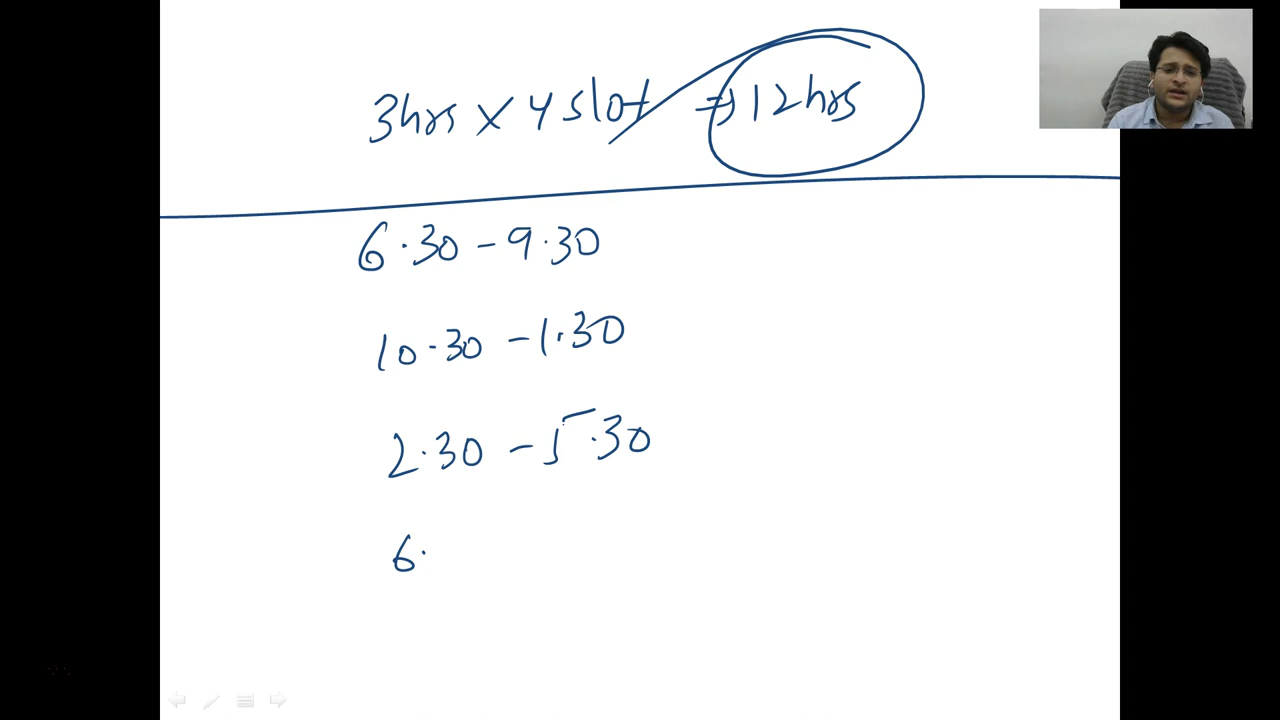 3hrs × 4 slot ⇒ 12hrs
6.30 - 9.30
10.30 - 1.30
2.30 - 5.30
6.